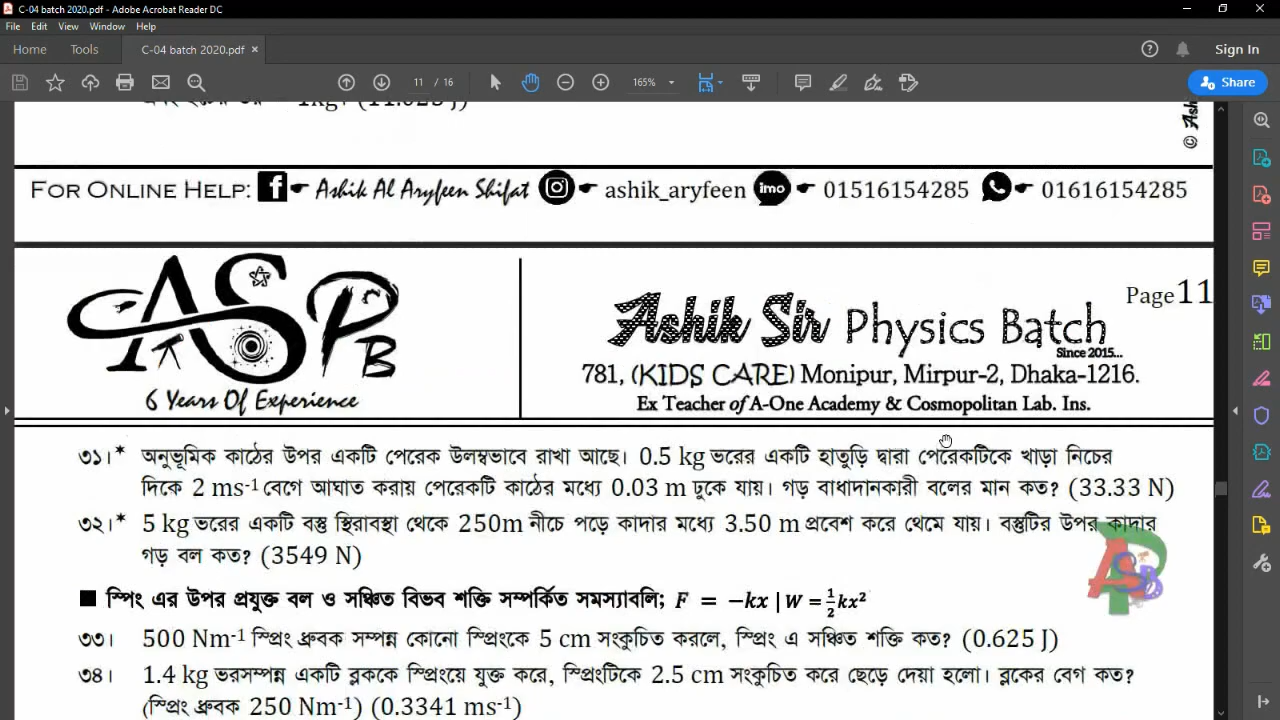 C-04 batch 2020.pdf - Adobe Acrobat Reader DC
File Edit View Window Help
Home Tools C-04 batch 2020.pdf × Sign In
11 / 16 165% Share
FOR ONLINE HELP: Ashik Al Aryfeen Shifat ashik_aryfeen imo 01516154285 01616154285
© Ashi
ASPB
6 Years Of Experience
Page 11
Ashik Sir Physics Batch
Since 2015...
781, (KIDS CARE) Monipur, Mirpur-2, Dhaka-1216.
Ex Teacher of A-One Academy & Cosmopolitan Lab. Ins.
৩১।* অনুভূমিক কাঠের উপর একটি পেরেক উলম্বভাবে রাখা আছে। 0.5 kg ভরের একটি হাতুড়ি দ্বারা পেরেকটিকে খাড়া নিচের
দিকে 2 ms-1 বেগে আঘাত করায় পেরেকটি কাঠের মধ্যে 0.03 m ঢুকে যায়। গড় বাধাদানকারী বলের মান কত? (33.33 N)
৩২।* 5 kg ভরের একটি বস্তু স্থিরাবস্থা থেকে 250m নীচে পড়ে কাদার মধ্যে 3.50 m প্রবেশ করে থেমে যায়। বস্তুটির উপর কাদার
গড় বল কত? (3549 N)
■ স্পিং এর উপর প্রযুক্ত বল ও সঞ্চিত বিভব শক্তি সম্পর্কিত সমস্যাবলি; F = −kx | W = ½kx²
৩৩। 500 Nm-1 স্প্রিং ধ্রুবক সম্পন্ন কোনো স্প্রিংকে 5 cm সংকুচিত করলে, স্প্রিং এ সঞ্চিত শক্তি কত? (0.625 J)
৩৪। 1.4 kg ভরসম্পন্ন একটি ব্লককে স্প্রিংয়ে যুক্ত করে, স্প্রিংটিকে 2.5 cm সংকুচিত করে ছেড়ে দেয়া হলো। ব্লকের বেগ কত?
(স্প্রিং ধ্রুবক 250 Nm-1) (0.3341 ms-1)